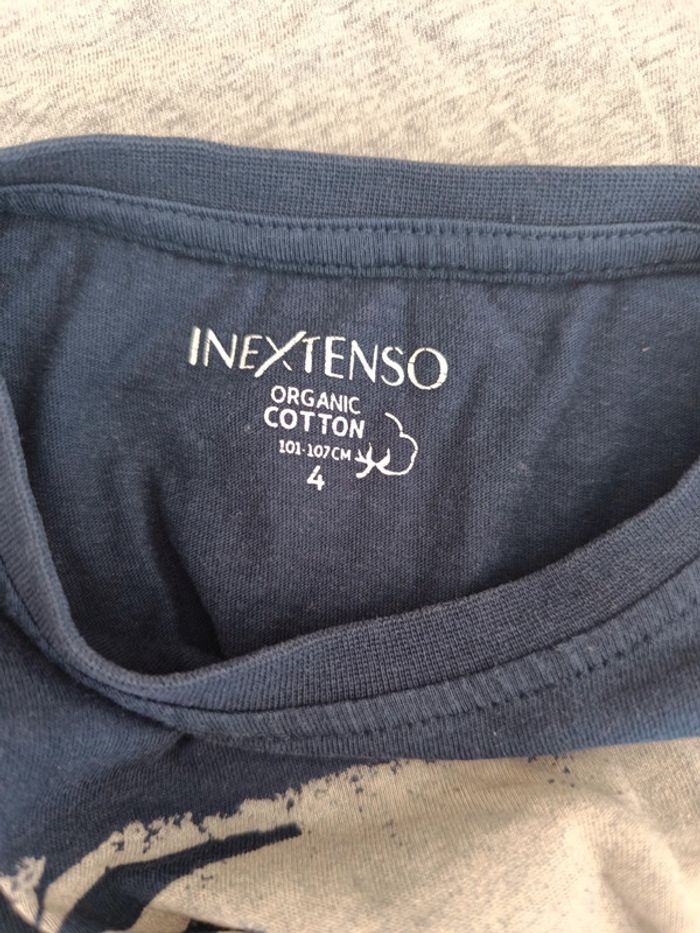 INEXTENSO
ORGANIC
COTTON
101-107CM
4